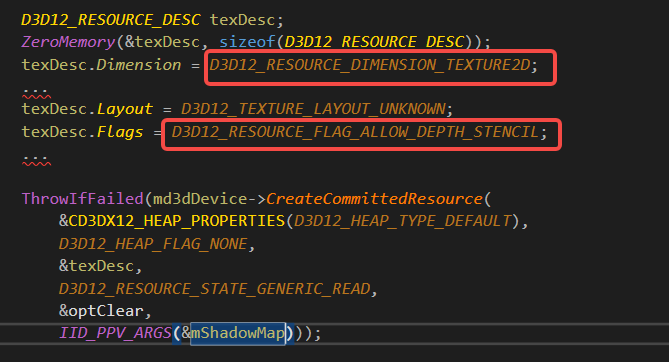 D3D12_RESOURCE_DESC texDesc;
ZeroMemory(&texDesc, sizeof(D3D12_RESOURCE_DESC));
texDesc.Dimension = D3D12_RESOURCE_DIMENSION_TEXTURE2D;
...
texDesc.Layout = D3D12_TEXTURE_LAYOUT_UNKNOWN;
texDesc.Flags = D3D12_RESOURCE_FLAG_ALLOW_DEPTH_STENCIL;
...
ThrowIfFailed(md3dDevice->CreateCommittedResource(
&CD3DX12_HEAP_PROPERTIES(D3D12_HEAP_TYPE_DEFAULT),
D3D12_HEAP_FLAG_NONE,
&texDesc,
D3D12_RESOURCE_STATE_GENERIC_READ,
&optClear,
IID_PPV_ARGS(&mShadowMap)));